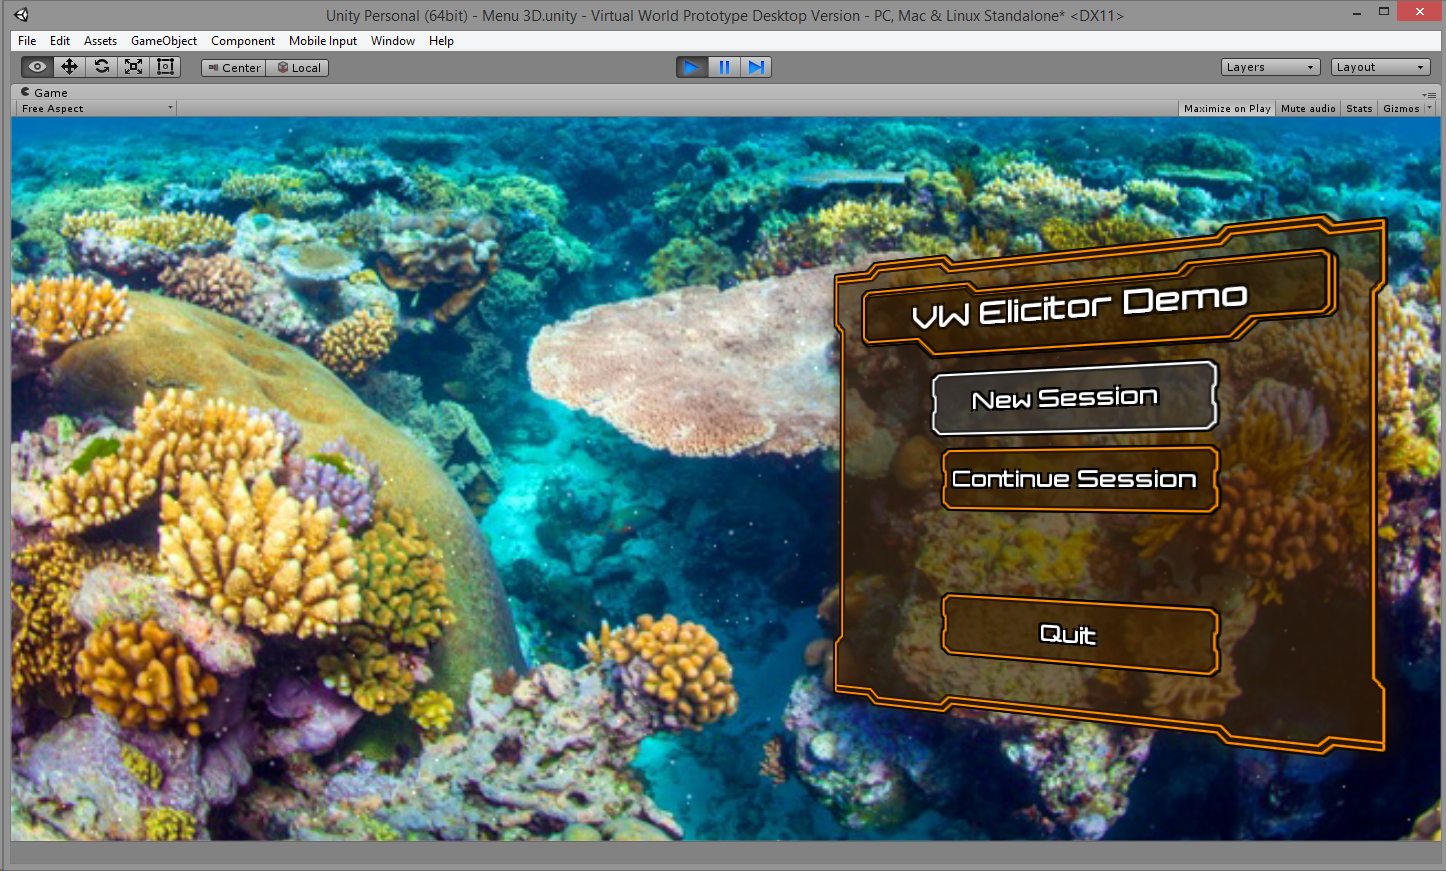 Unity Personal (64bit) - Menu 3D.unity - Virtual World Prototype Desktop Version - PC, Mac & Linux Standalone* <DX11>
File Edit Assets GameObject Component Mobile Input Window Help
Center Local Layers Layout
Game
Free Aspect Maximize on Play Mute audio Stats Gizmos
VW Elicitor Demo
New Session
Continue Session
Quit